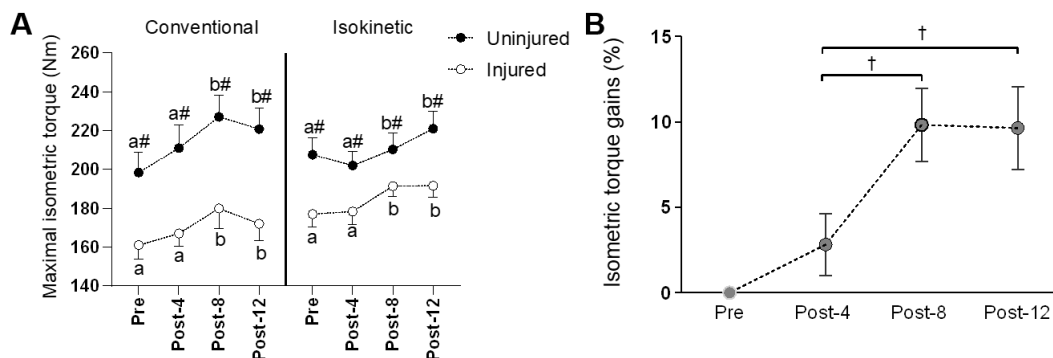 A
Conventional
Isokinetic
Uninjured
Injured
Maximal isometric torque (Nm)
260
240
220
200
180
160
140
a#
a#
b#
b#
a
a
b
b
a#
a#
b#
b#
a
a
b
b
Pre
Post-4
Post-8
Post-12
Pre
Post-4
Post-8
Post-12
B
Isometric torque gains (%)
15
10
5
0
†
†
Pre
Post-4
Post-8
Post-12